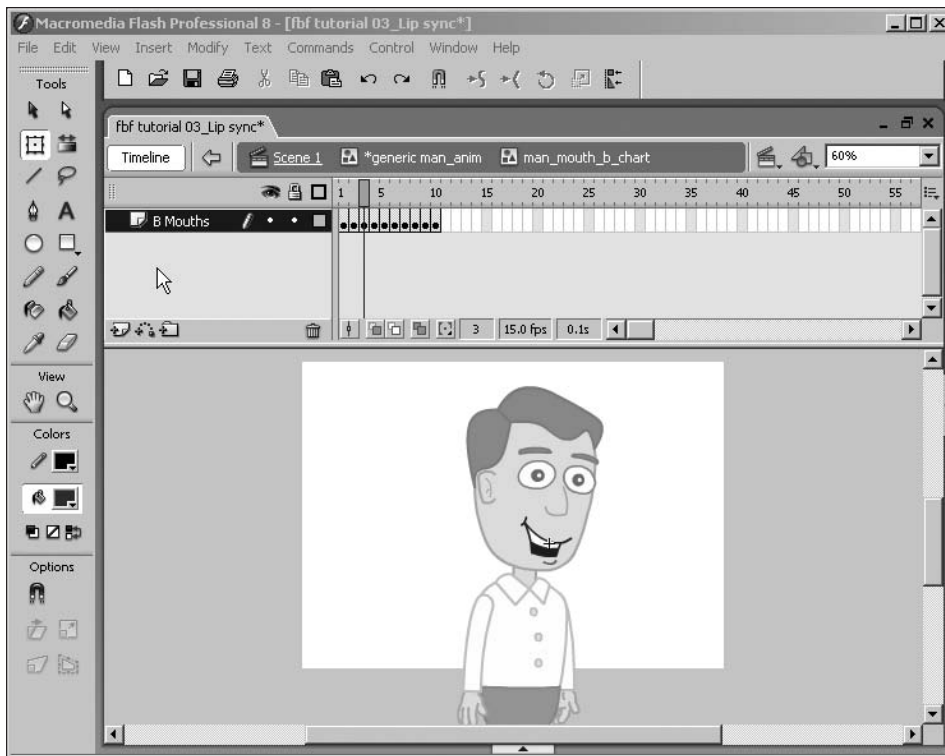 Macromedia Flash Professional 8 - [fbf tutorial 03_Lip sync*]
File Edit View Insert Modify Text Commands Control Window Help
Tools
fbf tutorial 03_Lip sync*
Timeline Scene 1 *generic man_anim man_mouth_b_chart 60%
1 5 10 15 20 25 30 35 40 45 50 55
B Mouths
3 15.0 fps 0.1s
View
Colors
Options